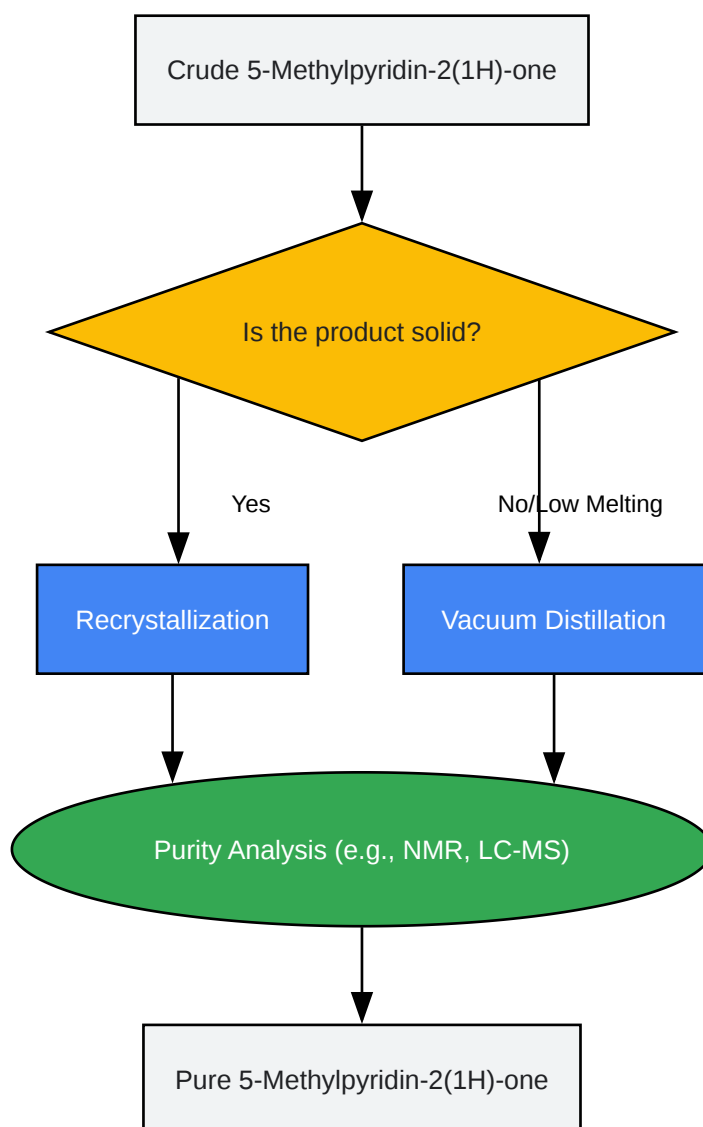 Crude 5-Methylpyridin-2(1H)-one
Is the product solid?
Yes
No/Low Melting
Recrystallization
Vacuum Distillation
Purity Analysis (e.g., NMR, LC-MS)
Pure 5-Methylpyridin-2(1H)-one